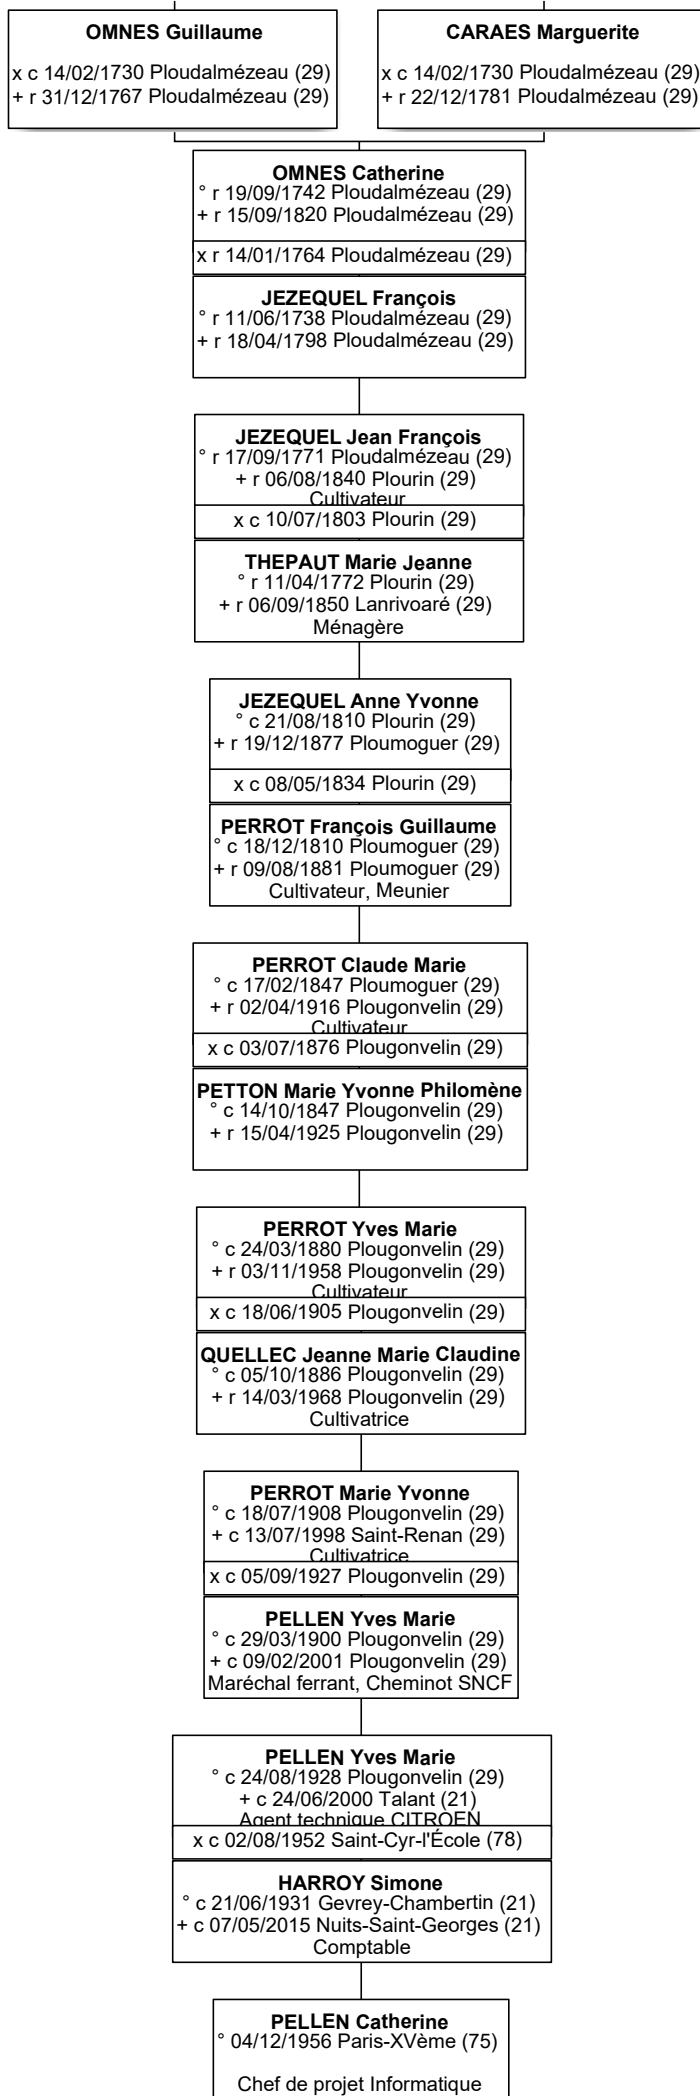 OMNES Guillaume
x c 14/02/1730 Ploudalmézeau (29)
+ r 31/12/1767 Ploudalmézeau (29)
CARAES Marguerite
x c 14/02/1730 Ploudalmézeau (29)
+ r 22/12/1781 Ploudalmézeau (29)
OMNES Catherine
° r 19/09/1742 Ploudalmézeau (29)
+ r 15/09/1820 Ploudalmézeau (29)
x r 14/01/1764 Ploudalmézeau (29)
JEZEQUEL François
° r 11/06/1738 Ploudalmézeau (29)
+ r 18/04/1798 Ploudalmézeau (29)
JEZEQUEL Jean François
° r 17/09/1771 Ploudalmézeau (29)
+ r 06/08/1840 Plourin (29)
Cultivateur
x c 10/07/1803 Plourin (29)
THEPAUT Marie Jeanne
° r 11/04/1772 Plourin (29)
+ r 06/09/1850 Lanrivoaré (29)
Ménagère
JEZEQUEL Anne Yvonne
° c 21/08/1810 Plourin (29)
+ r 19/12/1877 Ploumoguer (29)
x c 08/05/1834 Plourin (29)
PERROT François Guillaume
° c 18/12/1810 Ploumoguer (29)
+ r 09/08/1881 Ploumoguer (29)
Cultivateur, Meunier
PERROT Claude Marie
° c 17/02/1847 Ploumoguer (29)
+ r 02/04/1916 Plougonvelin (29)
Cultivateur
x c 03/07/1876 Plougonvelin (29)
PETTON Marie Yvonne Philomène
° c 14/10/1847 Plougonvelin (29)
+ r 15/04/1925 Plougonvelin (29)
PERROT Yves Marie
° c 24/03/1880 Plougonvelin (29)
+ r 03/11/1958 Plougonvelin (29)
Cultivateur
x c 18/06/1905 Plougonvelin (29)
QUELLEC Jeanne Marie Claudine
° c 05/10/1886 Plougonvelin (29)
+ r 14/03/1968 Plougonvelin (29)
Cultivatrice
PERROT Marie Yvonne
° c 18/07/1908 Plougonvelin (29)
+ c 13/07/1998 Saint-Renan (29)
Cultivatrice
x c 05/09/1927 Plougonvelin (29)
PELLEN Yves Marie
° c 29/03/1900 Plougonvelin (29)
+ c 09/02/2001 Plougonvelin (29)
Maréchal ferrant, Cheminot SNCF
PELLEN Yves Marie
° c 24/08/1928 Plougonvelin (29)
+ c 24/06/2000 Talant (21)
Agent technique CITROEN
x c 02/08/1952 Saint-Cyr-l'École (78)
HARROY Simone
° c 21/06/1931 Gevrey-Chambertin (21)
+ c 07/05/2015 Nuits-Saint-Georges (21)
Comptable
PELLEN Catherine
° 04/12/1956 Paris-XVème (75)
Chef de projet Informatique